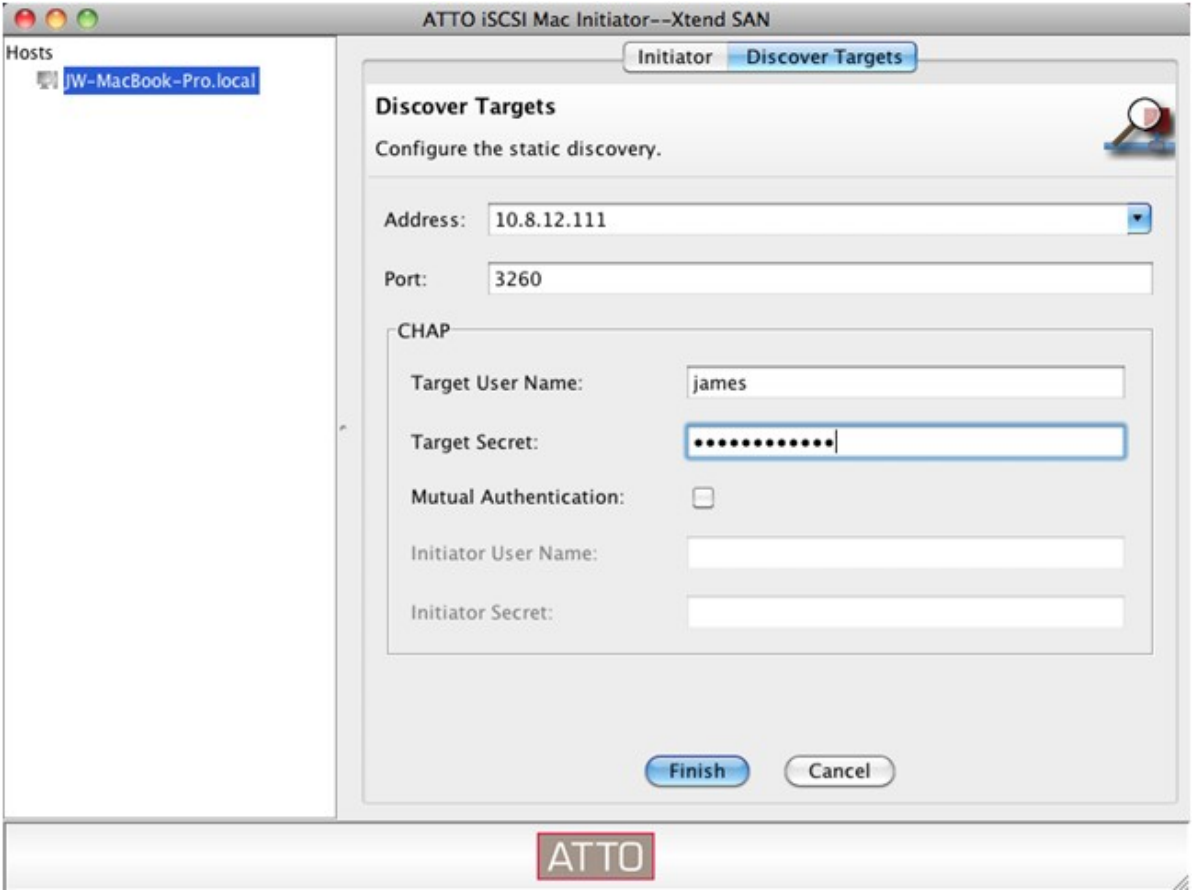 ATTO iSCSI Mac Initiator--Xtend SAN
Hosts
JW-MacBook-Pro.local
Initiator
Discover Targets
Discover Targets
Configure the static discovery.
Address: 10.8.12.111
Port: 3260
CHAP
Target User Name: james
Target Secret: ••••••••••••
Mutual Authentication:
Initiator User Name:
Initiator Secret:
Finish
Cancel
ATTO